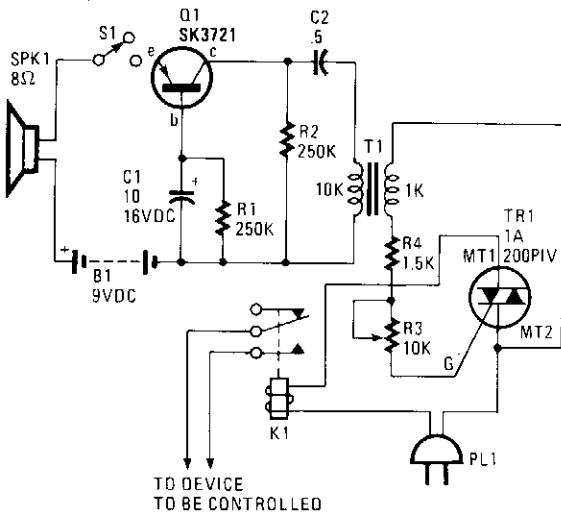 Q1
SK3721
S1
e
c
b
C2
.5
SPK1
8Ω
R2
250K
T1
10K
1K
C1
10
16VDC
+
R1
250K
R4
1.5K
TR1
1A
200PIV
MT1
MT2
+
B1
9VDC
R3
10K
G
K1
PL1
TO DEVICE
TO BE CONTROLLED